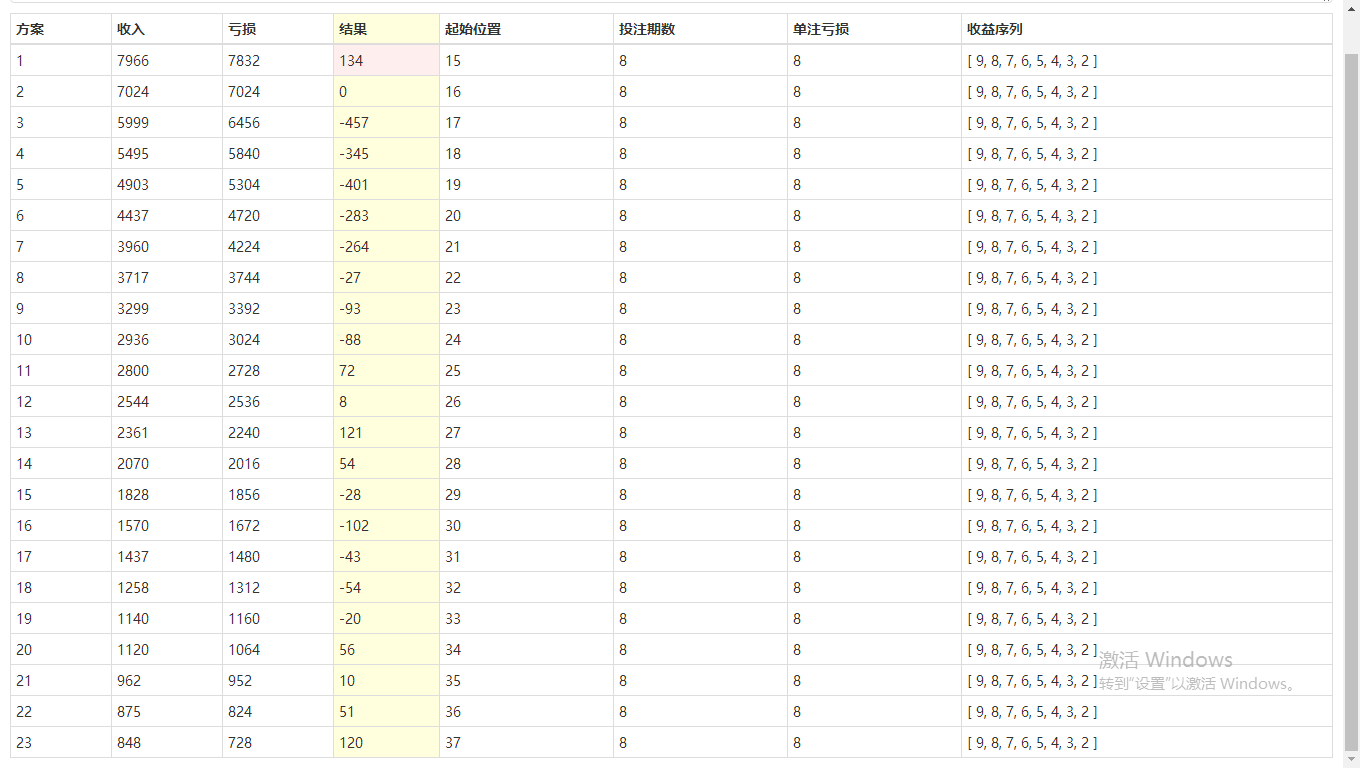 方案 收入 亏损 结果 起始位置 投注期数 单注亏损 收益序列
1 7966 7832 134 15 8 8 [ 9, 8, 7, 6, 5, 4, 3, 2 ]
2 7024 7024 0 16 8 8 [ 9, 8, 7, 6, 5, 4, 3, 2 ]
3 5999 6456 -457 17 8 8 [ 9, 8, 7, 6, 5, 4, 3, 2 ]
4 5495 5840 -345 18 8 8 [ 9, 8, 7, 6, 5, 4, 3, 2 ]
5 4903 5304 -401 19 8 8 [ 9, 8, 7, 6, 5, 4, 3, 2 ]
6 4437 4720 -283 20 8 8 [ 9, 8, 7, 6, 5, 4, 3, 2 ]
7 3960 4224 -264 21 8 8 [ 9, 8, 7, 6, 5, 4, 3, 2 ]
8 3717 3744 -27 22 8 8 [ 9, 8, 7, 6, 5, 4, 3, 2 ]
9 3299 3392 -93 23 8 8 [ 9, 8, 7, 6, 5, 4, 3, 2 ]
10 2936 3024 -88 24 8 8 [ 9, 8, 7, 6, 5, 4, 3, 2 ]
11 2800 2728 72 25 8 8 [ 9, 8, 7, 6, 5, 4, 3, 2 ]
12 2544 2536 8 26 8 8 [ 9, 8, 7, 6, 5, 4, 3, 2 ]
13 2361 2240 121 27 8 8 [ 9, 8, 7, 6, 5, 4, 3, 2 ]
14 2070 2016 54 28 8 8 [ 9, 8, 7, 6, 5, 4, 3, 2 ]
15 1828 1856 -28 29 8 8 [ 9, 8, 7, 6, 5, 4, 3, 2 ]
16 1570 1672 -102 30 8 8 [ 9, 8, 7, 6, 5, 4, 3, 2 ]
17 1437 1480 -43 31 8 8 [ 9, 8, 7, 6, 5, 4, 3, 2 ]
18 1258 1312 -54 32 8 8 [ 9, 8, 7, 6, 5, 4, 3, 2 ]
19 1140 1160 -20 33 8 8 [ 9, 8, 7, 6, 5, 4, 3, 2 ]
20 1120 1064 56 34 8 8 [ 9, 8, 7, 6, 5, 4, 3, 2 ]
激活 Windows
21 962 952 10 35 8 8 [ 9, 8, 7, 6, 5, 4, 3, 2 ]
转到“设置”以激活 Windows。
22 875 824 51 36 8 8 [ 9, 8, 7, 6, 5, 4, 3, 2 ]
23 848 728 120 37 8 8 [ 9, 8, 7, 6, 5, 4, 3, 2 ]